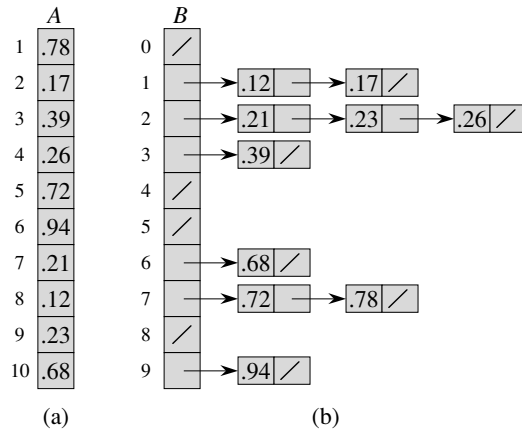 A B
1 .78 0
2 .17 1 .12 .17
3 .39 2 .21 .23 .26
4 .26 3 .39
5 .72 4
6 .94 5
7 .21 6 .68
8 .12 7 .72 .78
9 .23 8
10 .68 9 .94
(a) (b)